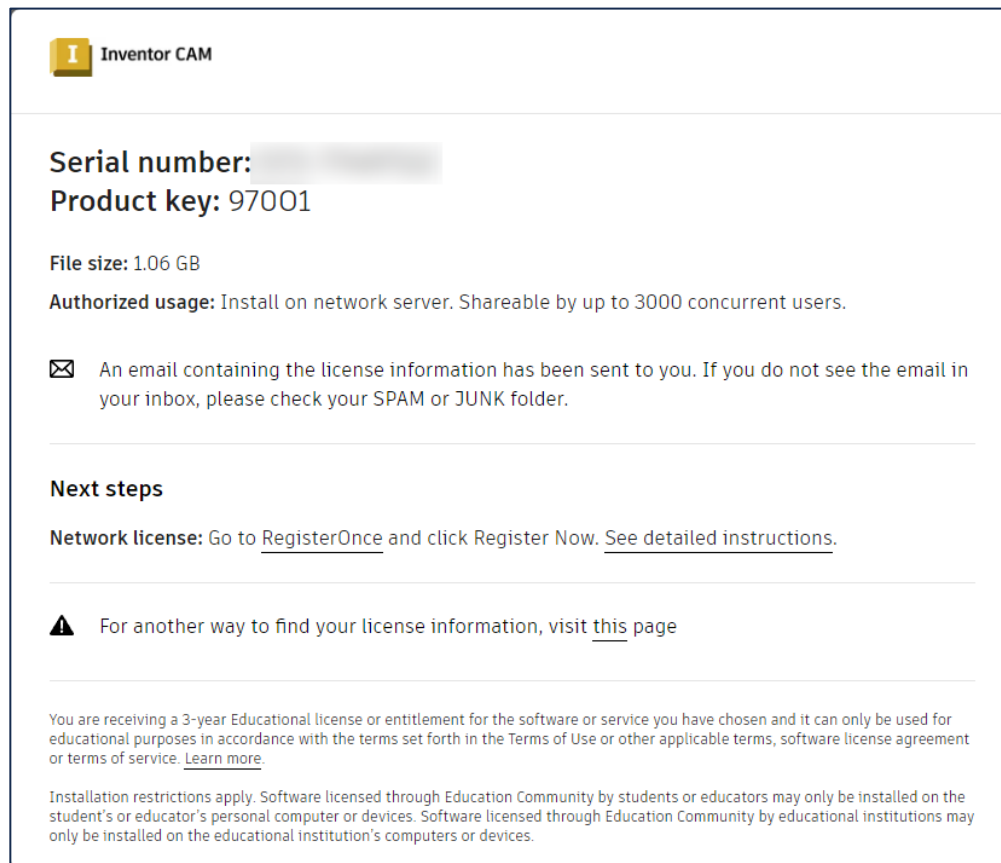 I Inventor CAM
Serial number:
Product key: 97001
File size: 1.06 GB
Authorized usage: Install on network server. Shareable by up to 3000 concurrent users.
An email containing the license information has been sent to you. If you do not see the email in
your inbox, please check your SPAM or JUNK folder.
Next steps
Network license: Go to RegisterOnce and click Register Now. See detailed instructions.
For another way to find your license information, visit this page
You are receiving a 3-year Educational license or entitlement for the software or service you have chosen and it can only be used for
educational purposes in accordance with the terms set forth in the Terms of Use or other applicable terms, software license agreement
or terms of service. Learn more.
Installation restrictions apply. Software licensed through Education Community by students or educators may only be installed on the
student's or educator's personal computer or devices. Software licensed through Education Community by educational institutions may
only be installed on the educational institution's computers or devices.